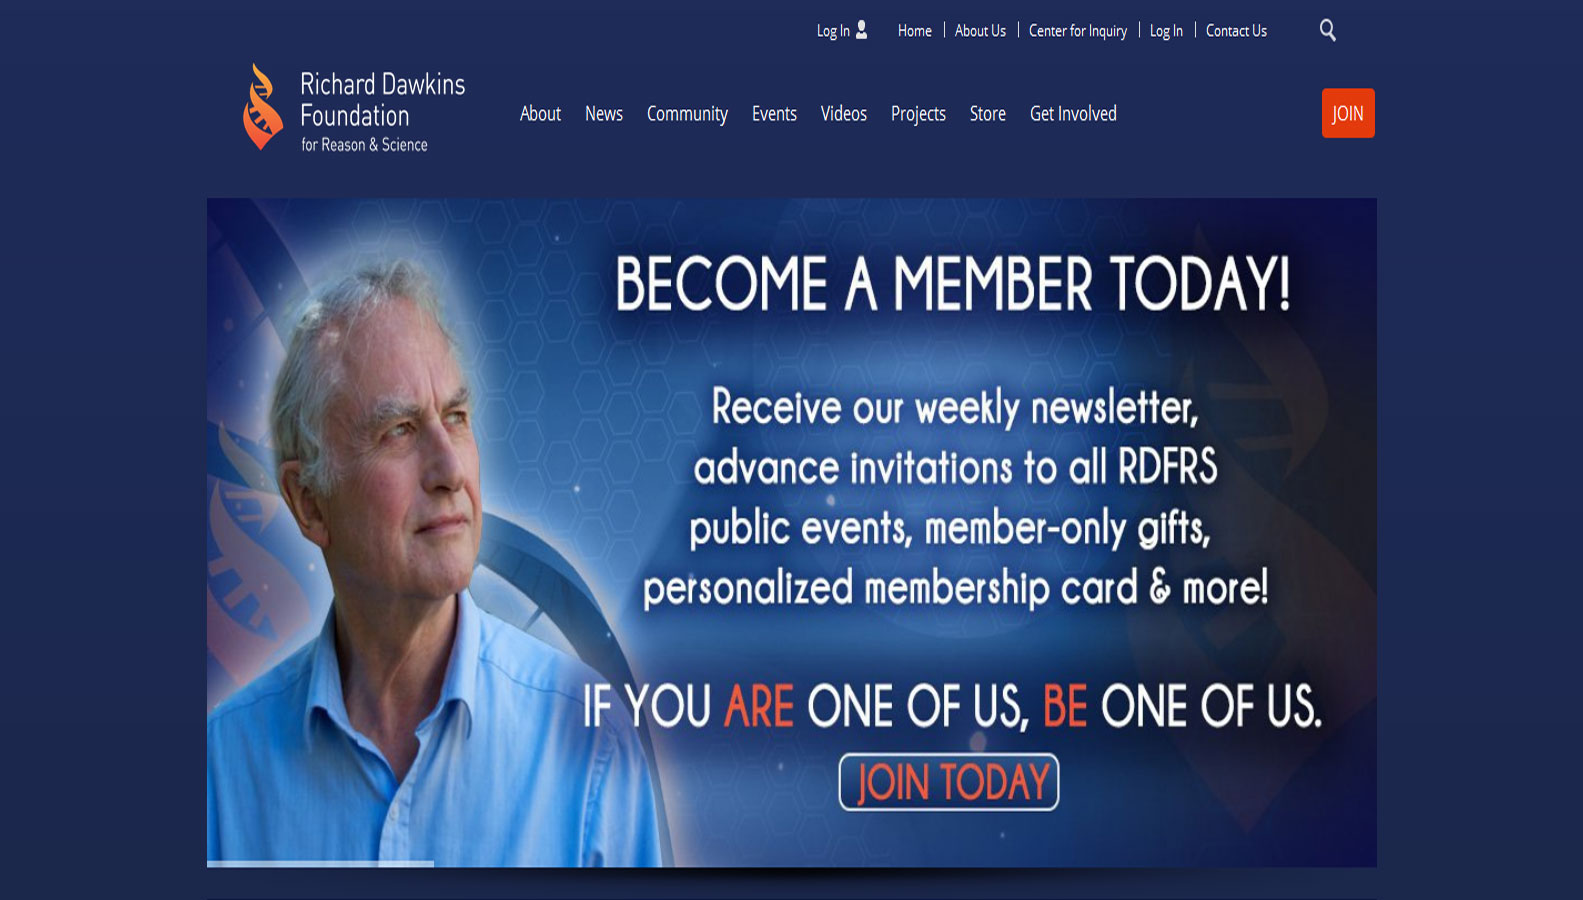 Log In
Home
About Us
Center for Inquiry
Log In
Contact Us
Richard Dawkins
Foundation
for Reason & Science
About
News
Community
Events
Videos
Projects
Store
Get Involved
JOIN
BECOME A MEMBER TODAY!
Receive our weekly newsletter,
advance invitations to all RDFRS
public events, member-only gifts,
personalized membership card & more!
IF YOU ARE ONE OF US, BE ONE OF US.
JOIN TODAY